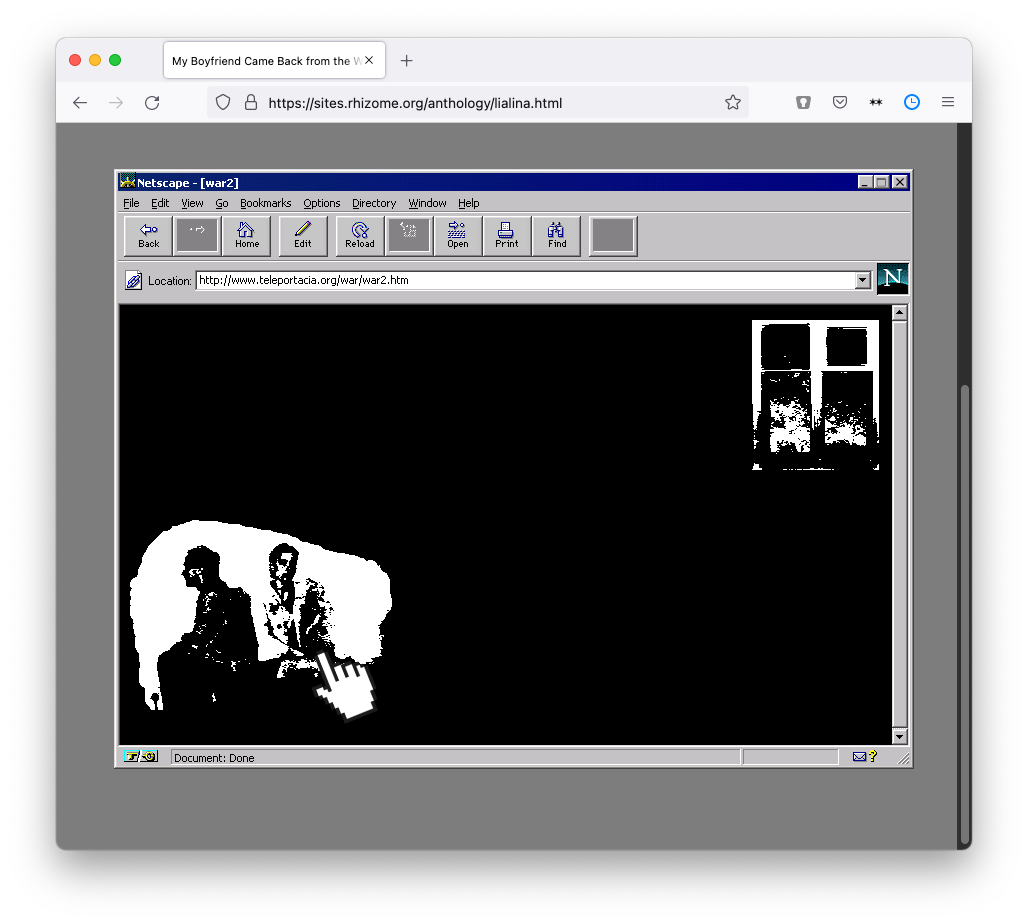 My Boyfriend Came Back from the W
https://sites.rhizome.org/anthology/lialina.html
Netscape - [war2]
File Edit View Go Bookmarks Options Directory Window Help
Back Home Edit Reload Open Print Find
Location: http://www.teleportacia.org/war/war2.htm
N
Document: Done